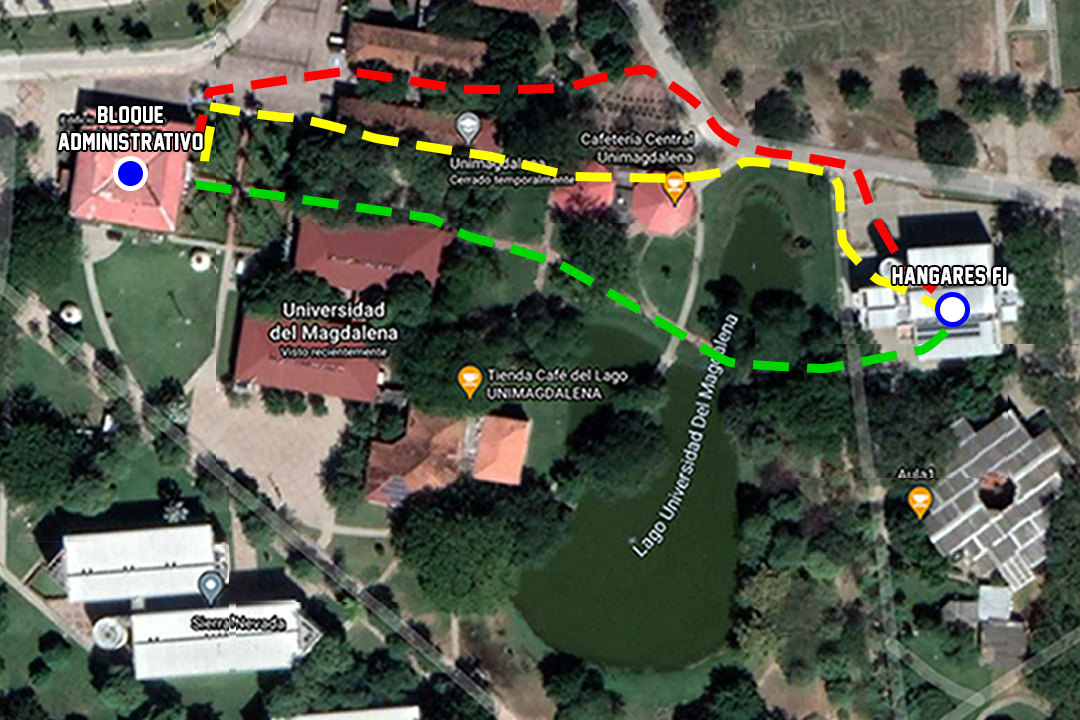 BLOQUE
ADMINISTRATIVO
Cafetería Central
Unimagdalena
Unimagdalena
Cerrado temporalmente
HANGARES FI
Universidad
del Magdalena
Visto recientemente
Tienda Café del Lago
UNIMAGDALENA
Lago Universidad Del Magdalena
Aula1
Sierra Nevada